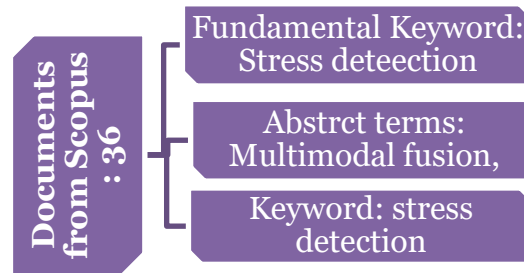 Documents
from Scopus
: 36
Fundamental Keyword:
Stress deteection
Abstrct terms:
Multimodal fusion,
Keyword: stress
detection